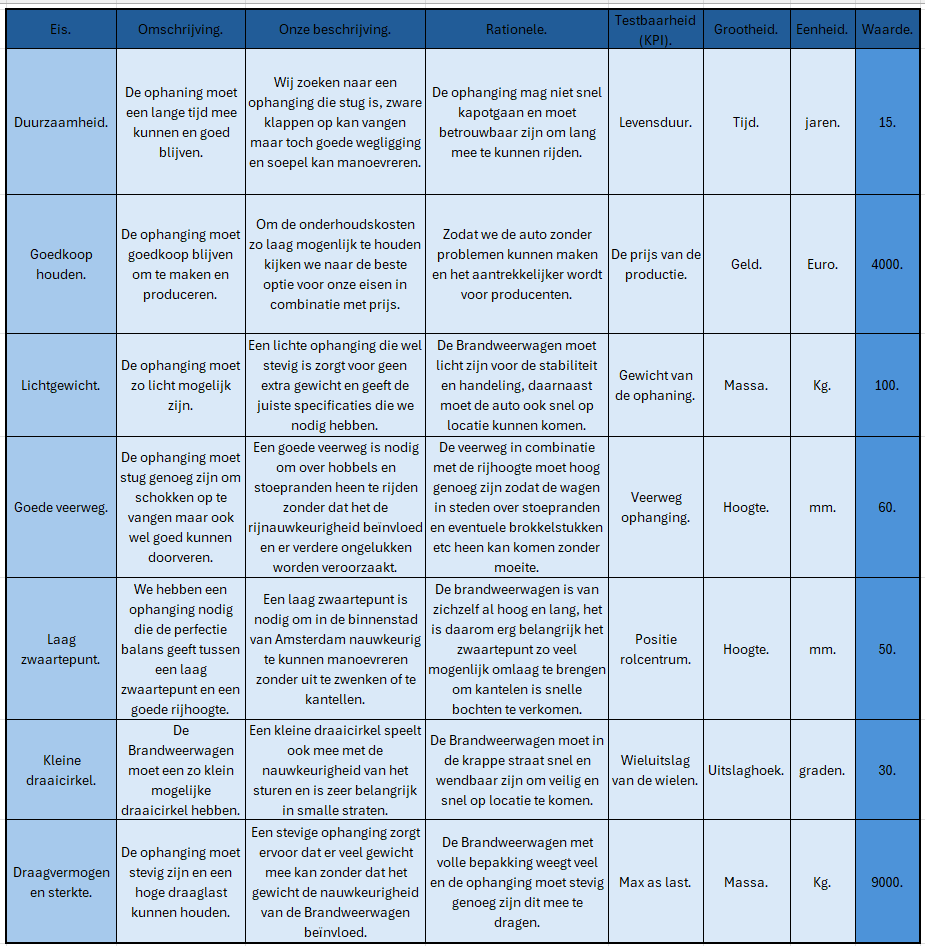 Eis.
Omschrijving.
Onze beschrijving.
Rationele.
Testbaarheid
(KPI).
Grootheid.
Eenheid.
Waarde.
Duurzaamheid.
De ophaning moet
een lange tijd mee
kunnen en goed
blijven.
Wij zoeken naar een
ophanging die stug is, zware
klappen op kan vangen
maar toch goede wegligging
en soepel kan manoevreren.
De ophanging mag niet snel
kapotgaan en moet
betrouwbaar zijn om lang
mee te kunnen rijden.
Levensduur.
Tijd.
jaren.
15.
Goedkoop
houden.
De ophanging moet
goedkoop blijven
om te maken en
produceren.
Om de onderhoudskosten
zo laag mogenlijk te houden
kijken we naar de beste
optie voor onze eisen in
combinatie met prijs.
Zodat we de auto zonder
problemen kunnen maken
en het aantrekkelijker wordt
voor producenten.
De prijs van de
productie.
Geld.
Euro.
4000.
Lichtgewicht.
De ophanging moet
zo licht mogelijk
zijn.
Een lichte ophanging die wel
stevig is zorgt voor geen
extra gewicht en geeft de
juiste specificaties die we
nodig hebben.
De Brandweerwagen moet
licht zijn voor de stabiliteit
en handeling, daarnaast
moet de auto ook snel op
locatie kunnen komen.
Gewicht van
de ophaning.
Massa.
Kg.
100.
Goede veerweg.
De ophanging moet
stug genoeg zijn om
schokken op te
vangen maar ook
wel goed kunnen
doorveren.
Een goede veerweg is nodig
om over hobbels en
stoepranden heen te rijden
zonder dat het de
rijnauwkeurigheid beïnvloed
en er verdere ongelukken
worden veroorzaakt.
De veerweg in combinatie
met de rijhoogte moet hoog
genoeg zijn zodat de wagen
in steden over stoepranden
en eventuele brokkelstukken
etc heen kan komen zonder
moeite.
Veerweg
ophanging.
Hoogte.
mm.
60.
Laag
zwaartepunt.
We hebben een
ophanging nodig
die de perfectie
balans geeft tussen
een laag
zwaartepunt en een
goede rijhoogte.
Een laag zwaartepunt is
nodig om in de binnenstad
van Amsterdam nauwkeurig
te kunnen manoevreren
zonder uit te zwenken of te
kantellen.
De brandweerwagen is van
zichzelf al hoog en lang, het
is daarom erg belangrijk het
zwaartepunt zo veel
mogenlijk omlaag te brengen
om kantelen is snelle
bochten te verkomen.
Positie
rolcentrum.
Hoogte.
mm.
50.
Kleine
draaicirkel.
De
Brandweerwagen
moet een zo klein
mogelijke
draaicirkel hebben.
Een kleine draaicirkel speelt
ook mee met de
nauwkeurigheid van het
sturen en is zeer belangrijk
in smalle straten.
De Brandweerwagen moet in
de krappe straat snel en
wendbaar zijn om veilig en
snel op locatie te komen.
Wieluitslag
van de wielen.
Uitslaghoek.
graden.
30.
Draagvermogen
en sterkte.
De ophanging moet
stevig zijn en een
hoge draaglast
kunnen houden.
Een stevige ophanging zorgt
ervoor dat er veel gewicht
mee kan zonder dat het
gewicht de nauwkeurigheid
van de Brandweerwagen
beïnvloed.
De Brandweerwagen met
volle bepakking weegt veel
en de ophanging moet stevig
genoeg zijn dit mee te
dragen.
Max as last.
Massa.
Kg.
9000.